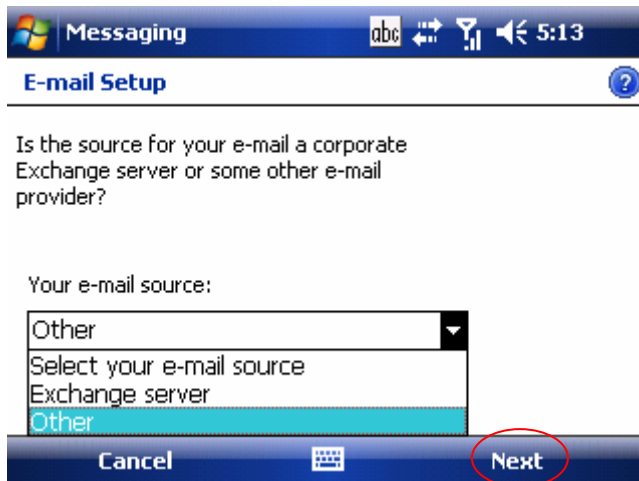 Messaging abc 5:13
E-mail Setup ?
Is the source for your e-mail a corporate
Exchange server or some other e-mail
provider?
Your e-mail source:
Other
Select your e-mail source
Exchange server
Other
Cancel Next